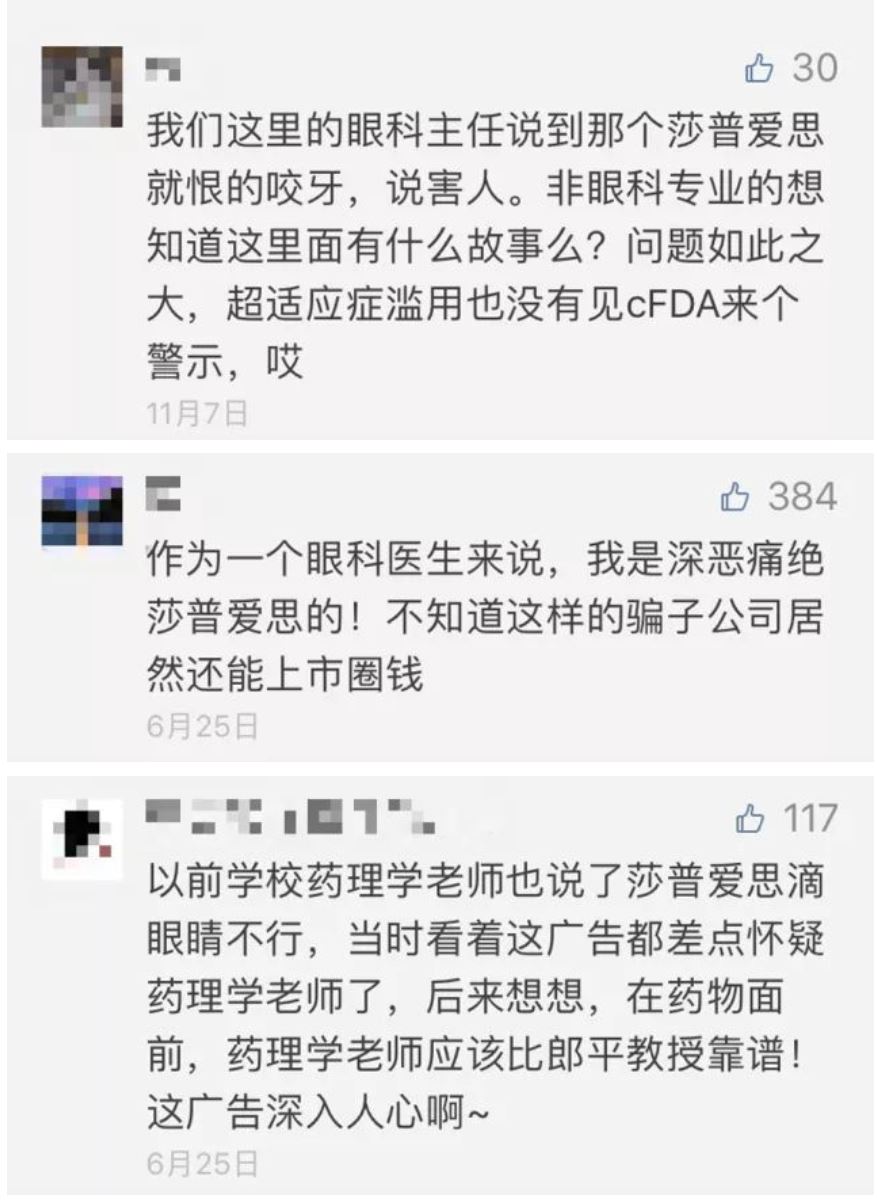 30
我们这里的眼科主任说到那个莎普爱思
就恨的咬牙，说害人。非眼科专业的想
知道这里面有什么故事么？问题如此之
大，超适应症滥用也没有见cFDA来个
警示，哎
11月7日
384
作为一个眼科医生来说，我是深恶痛绝
莎普爱思的！不知道这样的骗子公司居
然还能上市圈钱
6月25日
117
以前学校药理学老师也说了莎普爱思滴
眼睛不行，当时看着这广告都差点怀疑
药理学老师了，后来想想，在药物面
前，药理学老师应该比郎平教授靠谱！
这广告深入人心啊~
6月25日